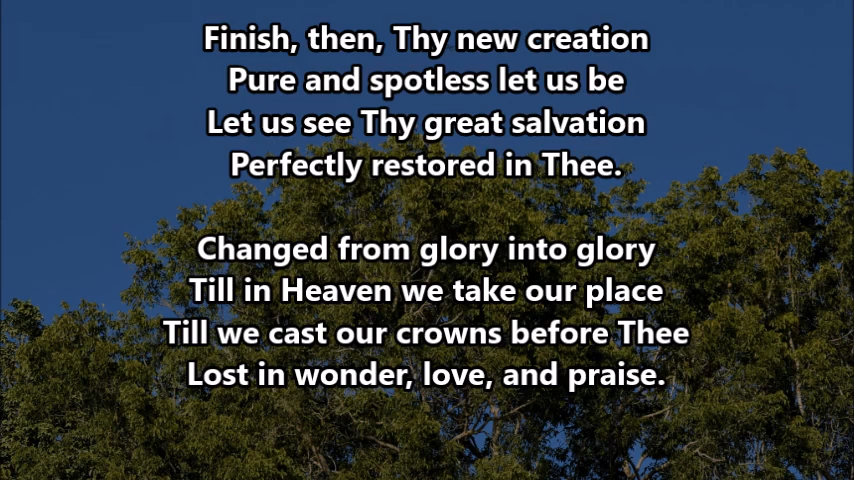 Finish, then, Thy new creation
Pure and spotless let us be
Let us see Thy great salvation
Perfectly restored in Thee.
Changed from glory into glory
Till in Heaven we take our place
Till we cast our crowns before Thee
Lost in wonder, love, and praise.